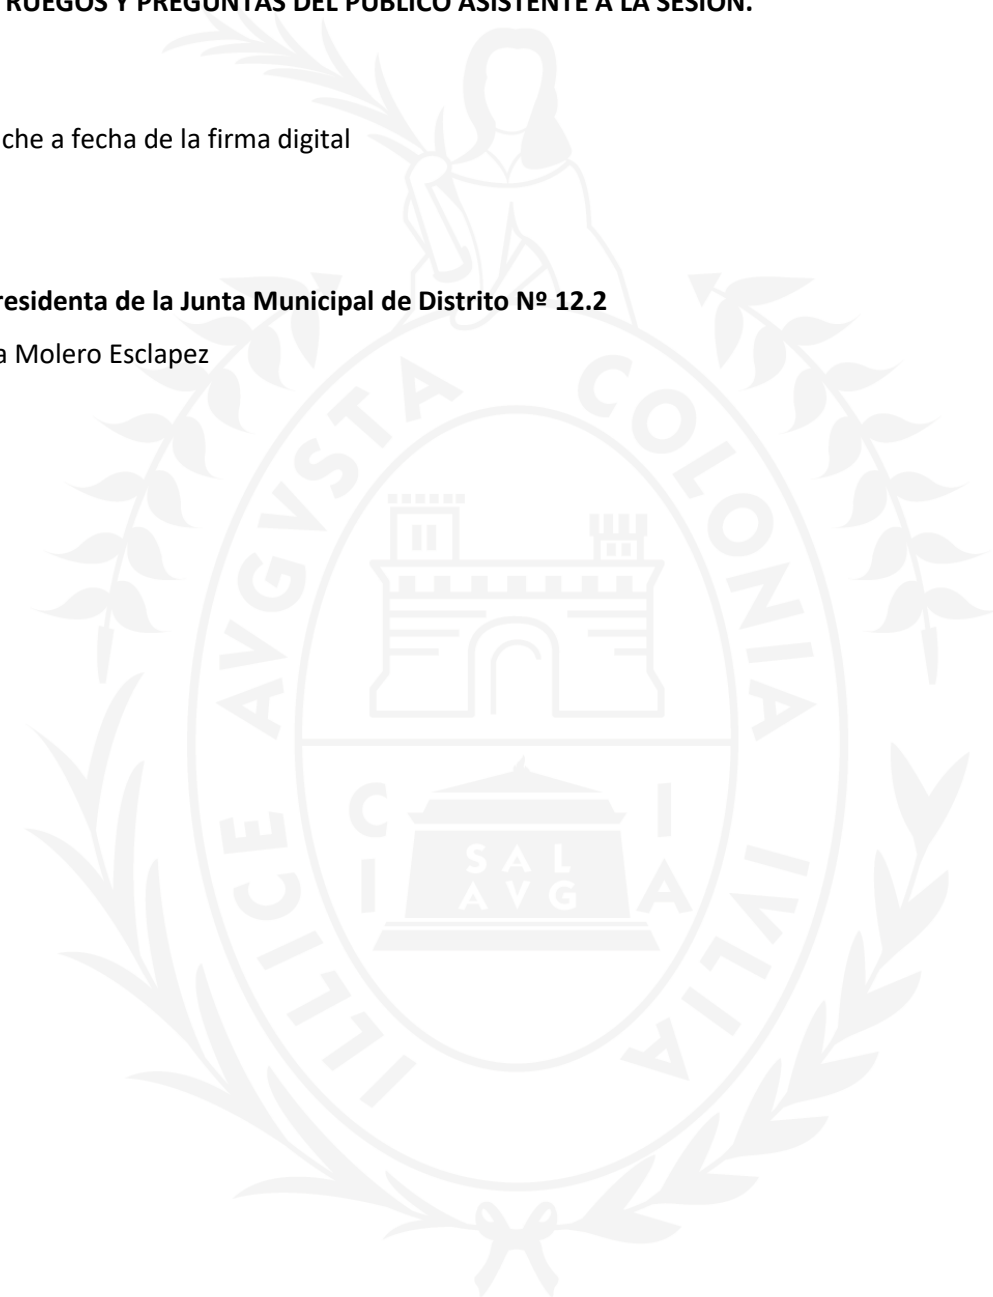 RUEGOS Y PREGUNTAS DEL PÚBLICO ASISTENTE A LA SESIÓN.
che a fecha de la firma digital
residenta de la Junta Municipal de Distrito Nº 12.2
a Molero Esclapez
COLONIA IVLIA ILICE AVGVSTA
C I
I A
SAL
AVG